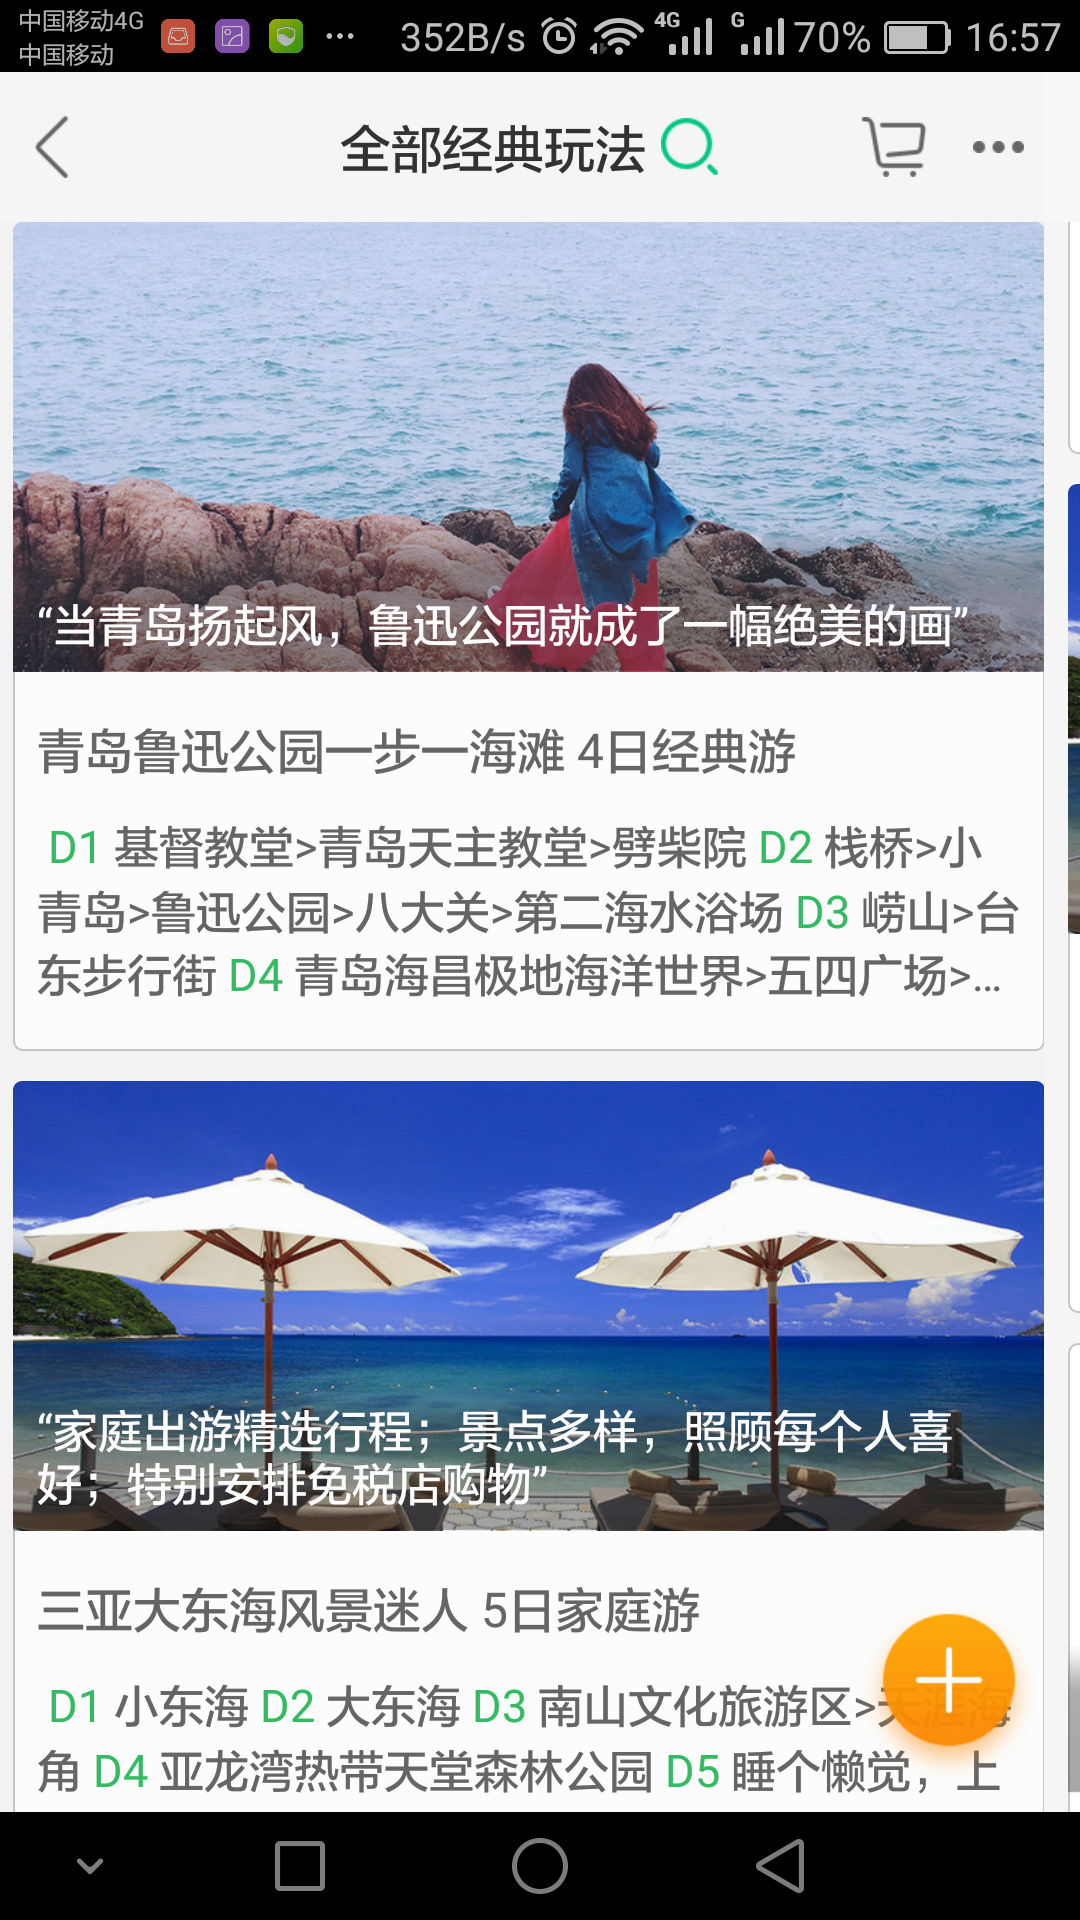 中国移动4G
中国移动
352B/s 4G G 70% 16:57
全部经典玩法
“当青岛扬起风，鲁迅公园就成了一幅绝美的画”
青岛鲁迅公园一步一海滩 4日经典游
D1 基督教堂>青岛天主教堂>劈柴院 D2 栈桥>小
青岛>鲁迅公园>八大关>第二海水浴场 D3 崂山>台
东步行街 D4 青岛海昌极地海洋世界>五四广场>...
“家庭出游精选行程；景点多样，照顾每个人喜
好；特别安排免税店购物”
三亚大东海风景迷人 5日家庭游
D1 小东海 D2 大东海 D3 南山文化旅游区>天涯海
角 D4 亚龙湾热带天堂森林公园 D5 睡个懒觉，上